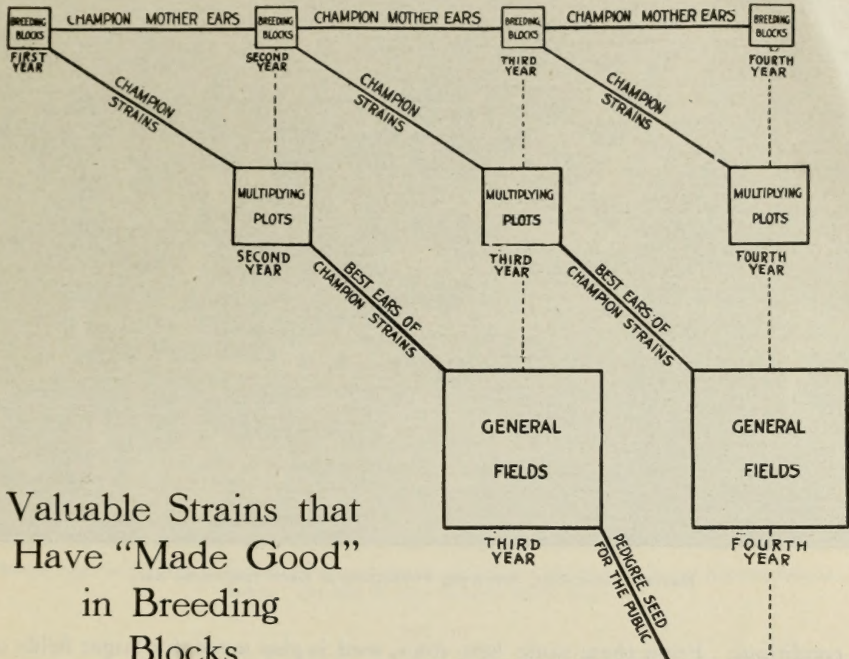 BREEDING
BLOCKS
CHAMPION MOTHER EARS
BREEDING
BLOCKS
CHAMPION MOTHER EARS
BREEDING
BLOCKS
CHAMPION MOTHER EARS
BREEDING
BLOCKS
FIRST
YEAR
SECOND
YEAR
THIRD
YEAR
FOURTH
YEAR
CHAMPION
STRAINS
CHAMPION
STRAINS
CHAMPION
STRAINS
MULTIPLYING
PLOTS
MULTIPLYING
PLOTS
MULTIPLYING
PLOTS
SECOND
YEAR
THIRD
YEAR
FOURTH
YEAR
BEST EARS OF
CHAMPION STRAINS
BEST EARS OF
CHAMPION STRAINS
GENERAL
FIELDS
GENERAL
FIELDS
THIRD
YEAR
FOURTH
YEAR
PEDIGREE SEED
FOR THE PUBLIC
Valuable Strains that
Have “Made Good”
in Breeding
Blocks